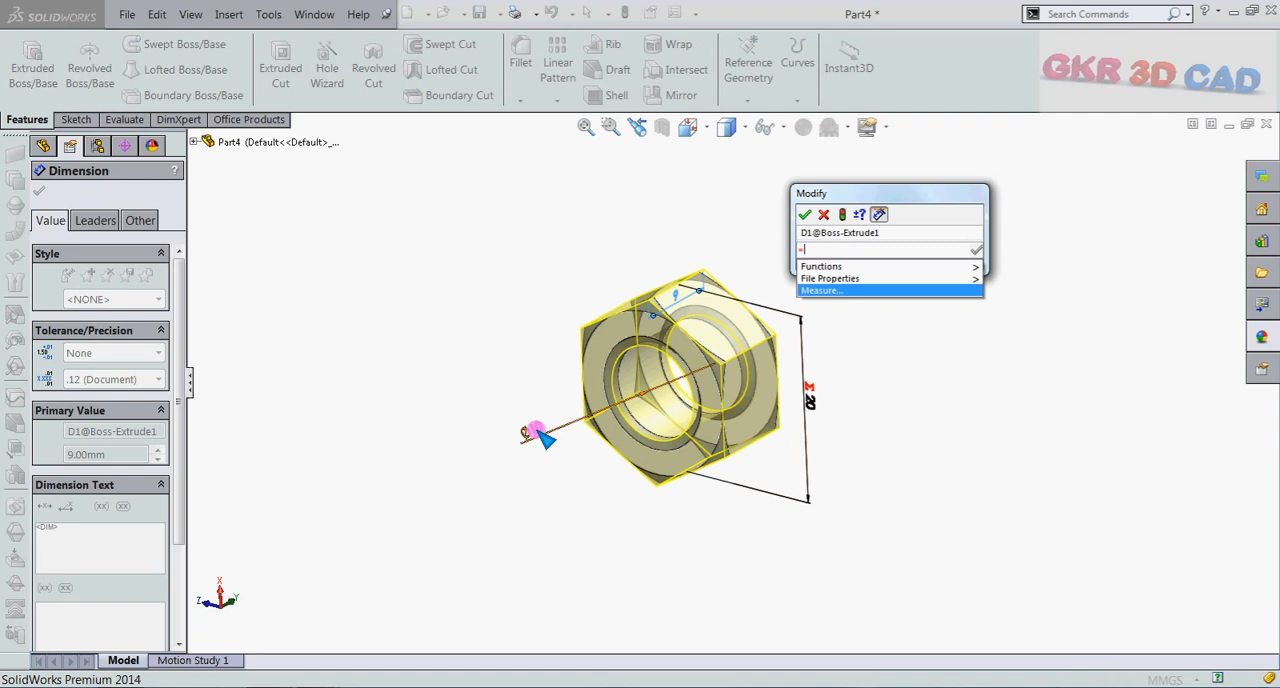 SOLIDWORKS File Edit View Insert Tools Window Help Part4 * Search Commands
Extruded Boss/Base Revolved Boss/Base Swept Boss/Base Lofted Boss/Base Boundary Boss/Base
Extruded Cut Hole Wizard Revolved Cut Swept Cut Lofted Cut Boundary Cut
Fillet Linear Pattern Rib Draft Shell Wrap Intersect Mirror
Reference Geometry Curves Instant3D
GKR 3D CAD
Features Sketch Evaluate DimXpert Office Products
Part4 (Default<<Default>_...
Dimension ?
Value Leaders Other
Style
<NONE>
Tolerance/Precision
None
.12 (Document)
Primary Value
D1@Boss-Extrude1
9.00mm
Dimension Text
<DIM>
Modify
D1@Boss-Extrude1
=
Functions >
File Properties >
Measure...
9
Σ 20
X
Z
Y
Model Motion Study 1
SolidWorks Premium 2014 MMGS